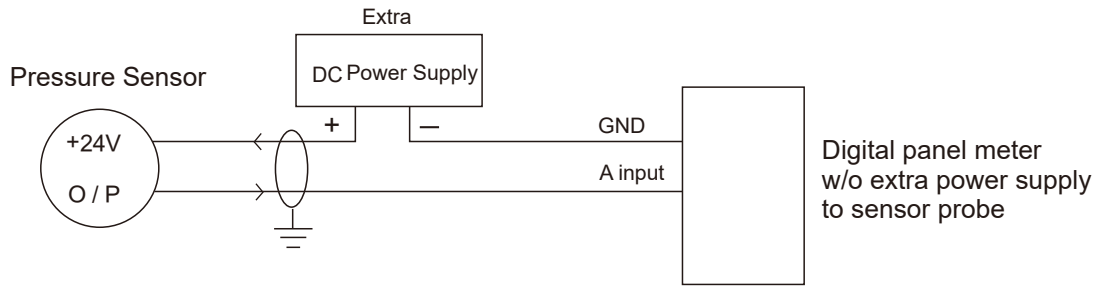 Extra
DC Power Supply
Pressure Sensor
+24V
O / P
+
—
GND
A input
Digital panel meter
w/o extra power supply
to sensor probe